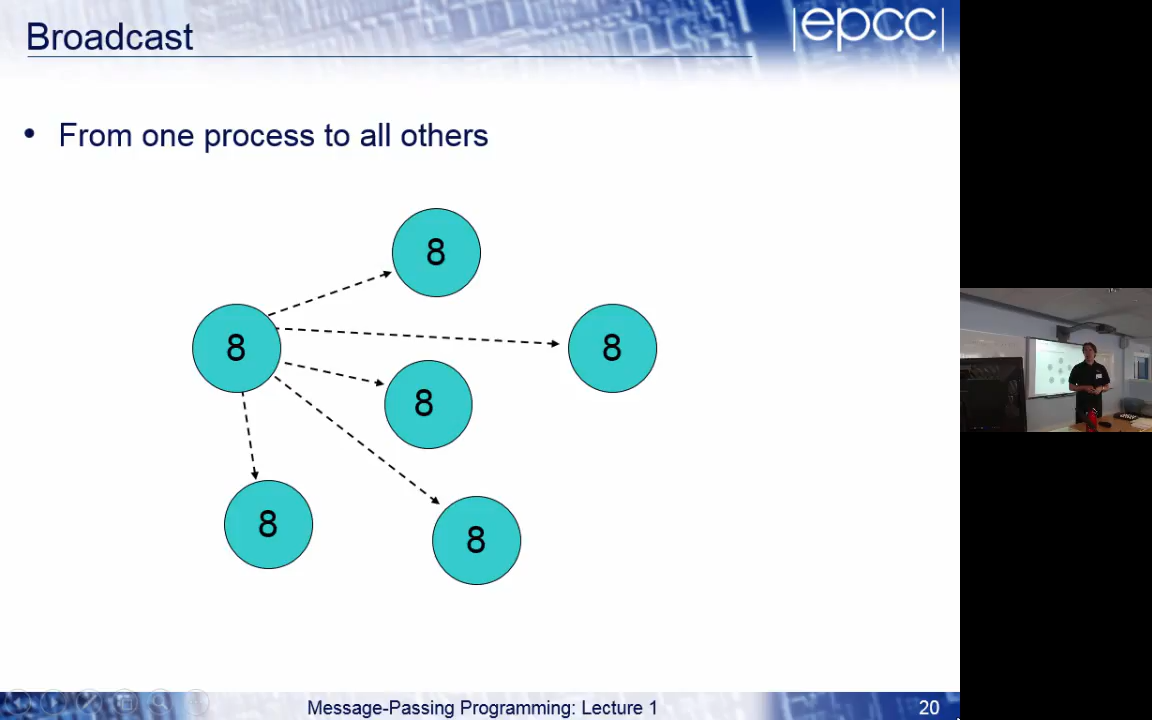 Broadcast
|epcc|
• From one process to all others
8
8
8
8
8
8
Message-Passing Programming: Lecture 1
20